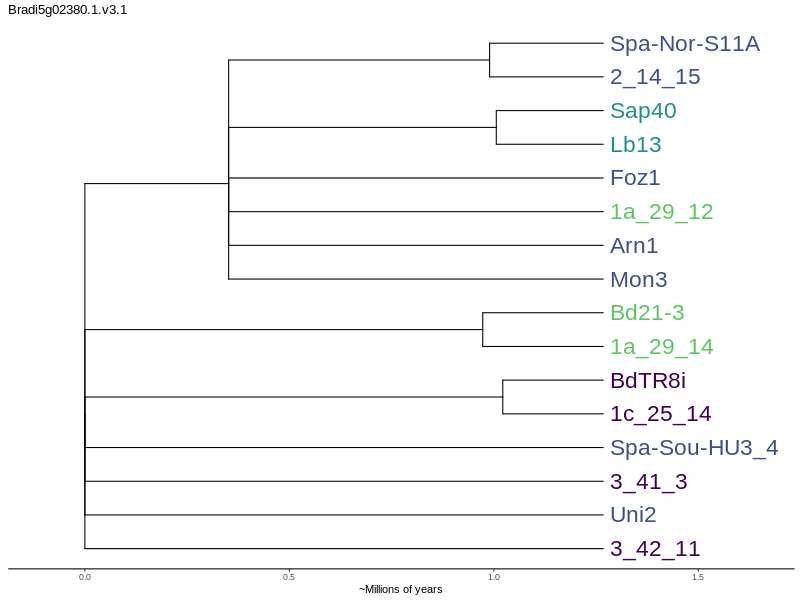 Bradi5g02380.1.v3.1
Spa-Nor-S11A
2_14_15
Sap40
Lb13
Foz1
1a_29_12
Arn1
Mon3
Bd21-3
1a_29_14
BdTR8i
1c_25_14
Spa-Sou-HU3_4
3_41_3
Uni2
3_42_11
0.0 0.5 1.0 1.5
~Millions of years